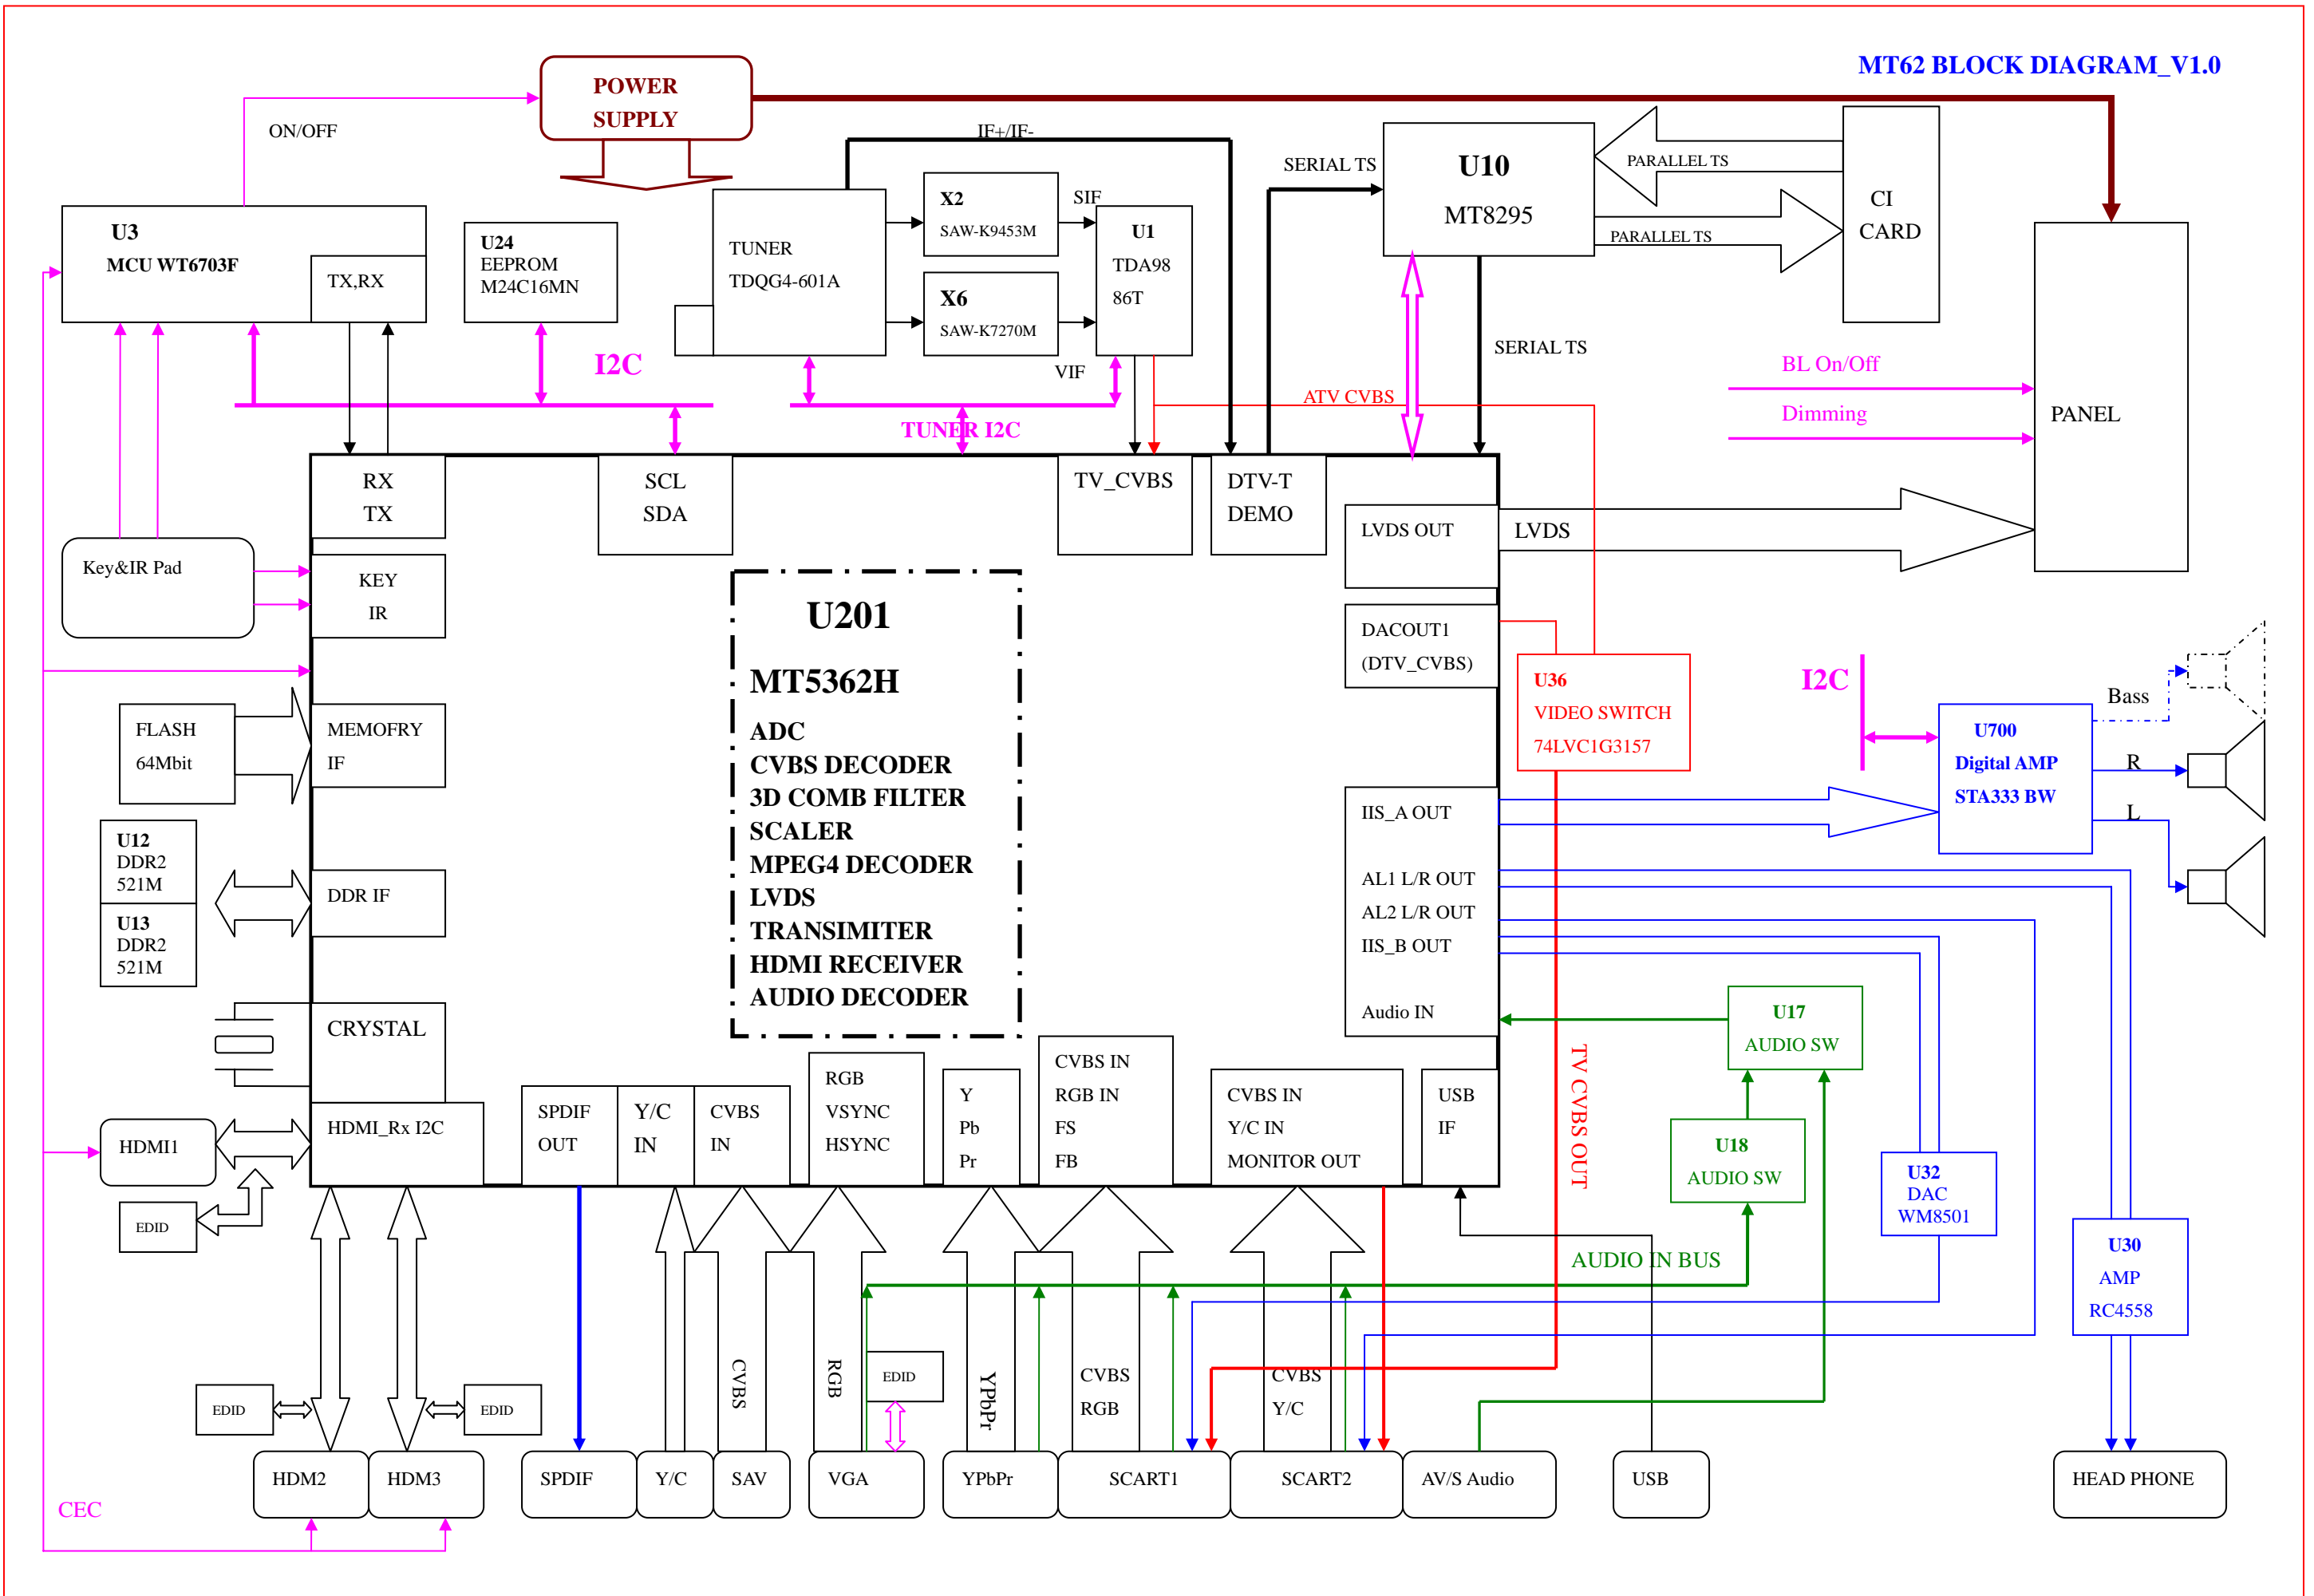 MT62 BLOCK DIAGRAM_V1.0
POWER
SUPPLY
ON/OFF
IF+/IF-
SERIAL TS
U10
MT8295
PARALLEL TS
PARALLEL TS
CI
CARD
U3
MCU WT6703F
TX,RX
U24
EEPROM
M24C16MN
I2C
TUNER
TDQG4-601A
X2
SAW-K9453M
SIF
X6
SAW-K7270M
VIF
U1
TDA98
86T
SERIAL TS
ATV CVBS
TUNER I2C
BL On/Off
Dimming
PANEL
RX
TX
SCL
SDA
TV_CVBS
DTV-T
DEMO
LVDS OUT
LVDS
Key&IR Pad
KEY
IR
U201
MT5362H
ADC
CVBS DECODER
3D COMB FILTER
SCALER
MPEG4 DECODER
LVDS
TRANSIMITER
HDMI RECEIVER
AUDIO DECODER
DACOUT1
(DTV_CVBS)
U36
VIDEO SWITCH
74LVC1G3157
I2C
U700
Digital AMP
STA333 BW
Bass
R
L
FLASH
64Mbit
MEMOFRY
IF
U12
DDR2
521M
U13
DDR2
521M
DDR IF
IIS_A OUT
AL1 L/R OUT
AL2 L/R OUT
IIS_B OUT
Audio IN
CRYSTAL
U17
AUDIO SW
U18
AUDIO SW
TV CVBS OUT
U32
DAC
WM8501
U30
AMP
RC4558
HDMI1
HDMI_Rx I2C
EDID
SPDIF
OUT
Y/C
IN
CVBS
IN
RGB
VSYNC
HSYNC
Y
Pb
Pr
CVBS IN
RGB IN
FS
FB
CVBS IN
Y/C IN
MONITOR OUT
USB
IF
AUDIO IN BUS
EDID
EDID
CVBS
RGB
EDID
YPbPr
CVBS
RGB
CVBS
Y/C
HDM2
HDM3
SPDIF
Y/C
SAV
VGA
YPbPr
SCART1
SCART2
AV/S Audio
USB
HEAD PHONE
CEC